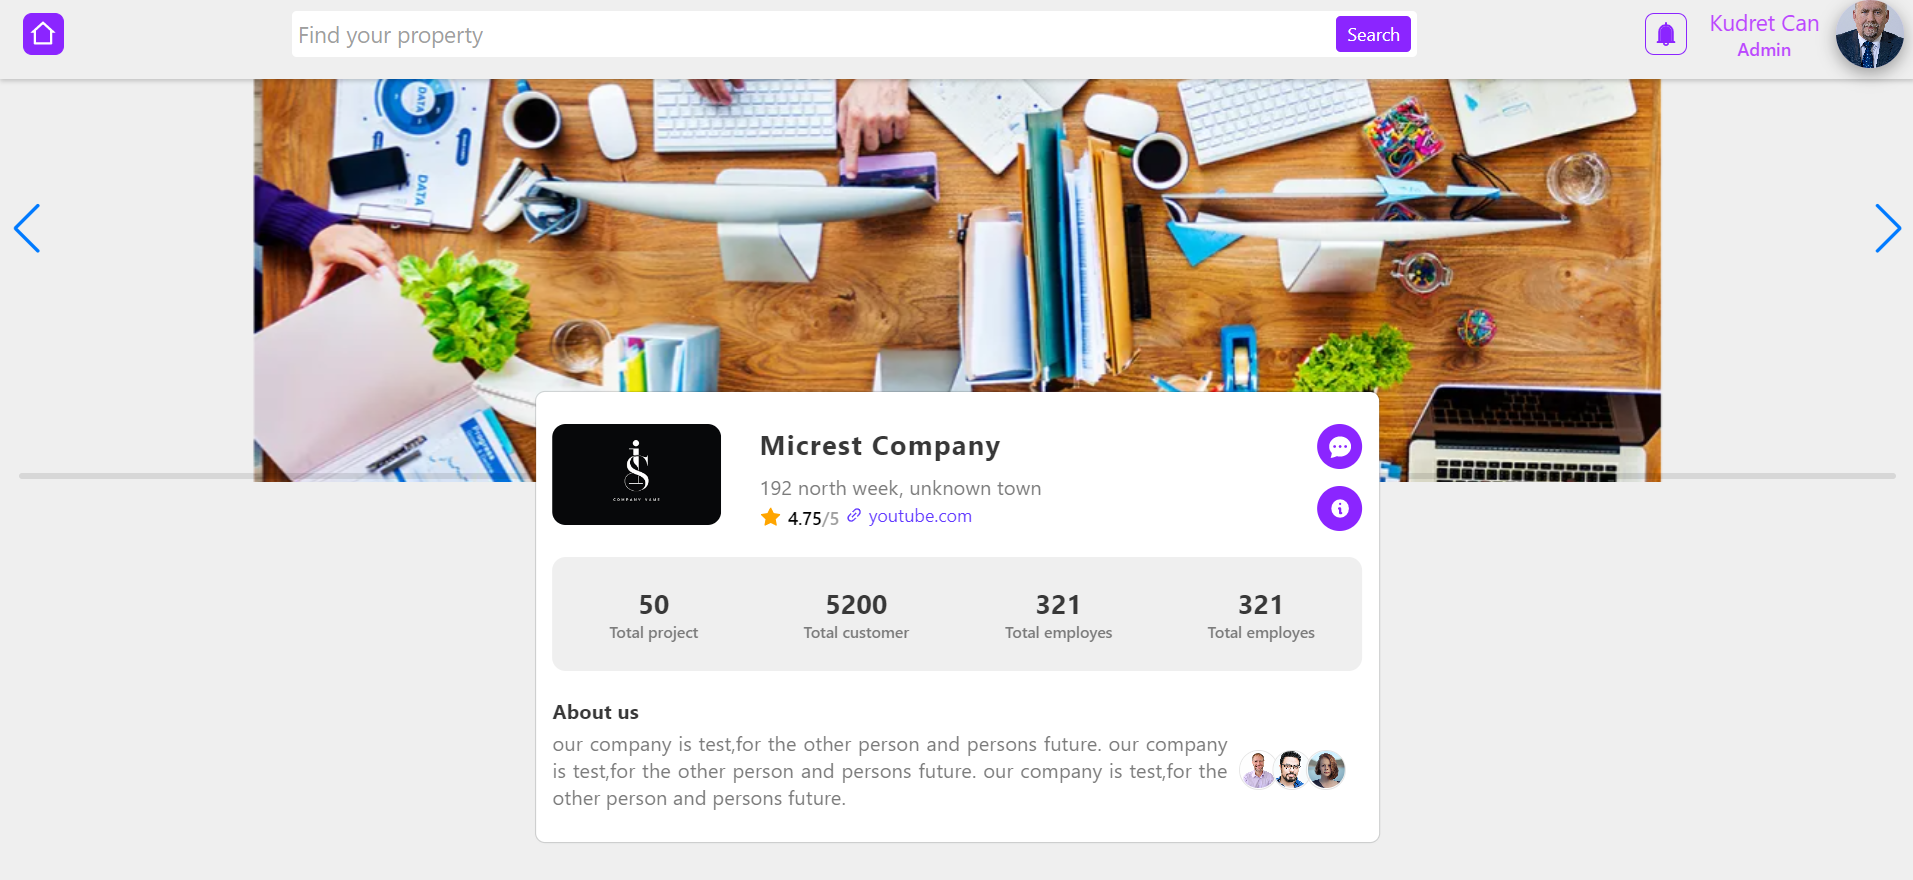 Find your property
Search
Kudret Can
Admin
DATA
DATA
Micrest Company
192 north week, unknown town
4.75/5 youtube.com
COMPANY NAME
50
Total project
5200
Total customer
321
Total employes
321
Total employes
About us
our company is test,for the other person and persons future. our company
is test,for the other person and persons future. our company is test,for the
other person and persons future.